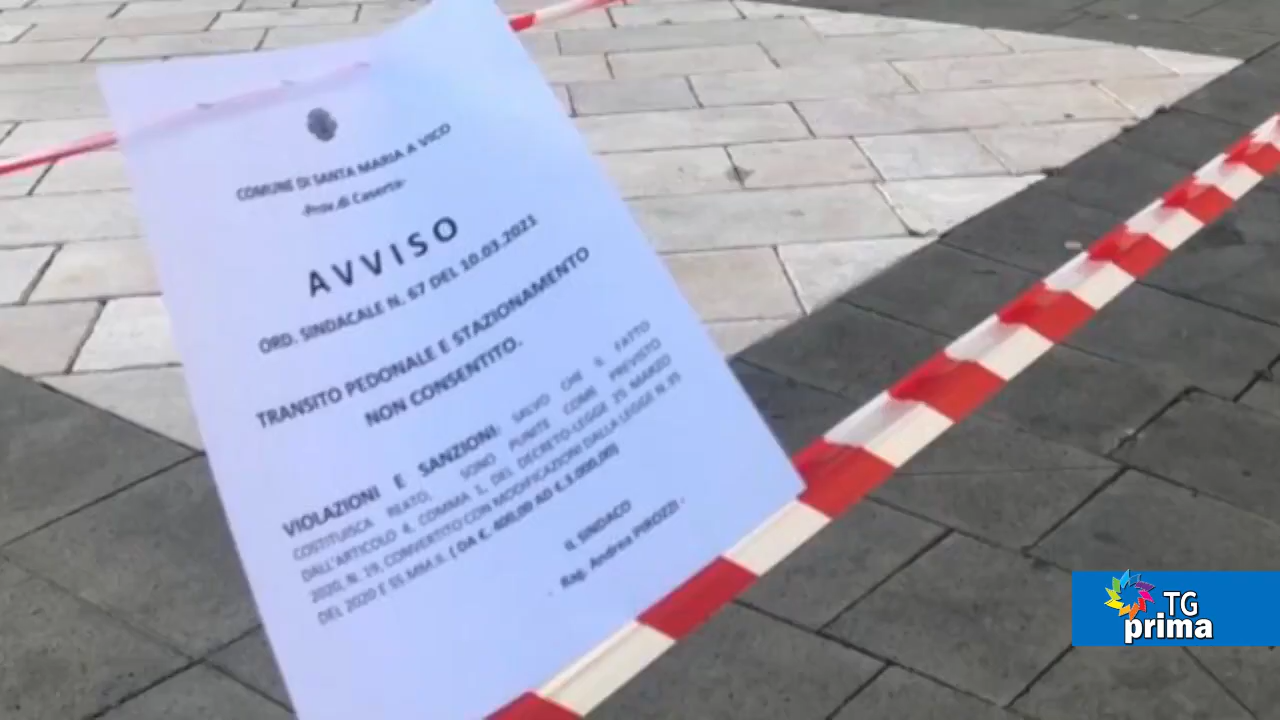 COMUNE DI SANTA MARIA A VICO
-Prov. di Caserta-
AVVISO
ORD. SINDACALE N. 67 DEL 10.03.2021
TRANSITO PEDONALE E STAZIONAMENTO
NON CONSENTITO.
VIOLAZIONI E SANZIONI: SALVO CHE IL FATTO
COSTITUISCA REATO, SONO PUNITE COME PREVISTO
DALL'ARTICOLO 4, COMMA 1, DEL DECRETO-LEGGE 25 MARZO
2020, N. 19, CONVERTITO CON MODIFICAZIONI DALLA LEGGE N.35
DEL 2020 E SS.MM.II. ( DA €. 400,00 AD €.3.000,00)
IL SINDACO
- Rag. Andrea PIROZZI -
TG
prima